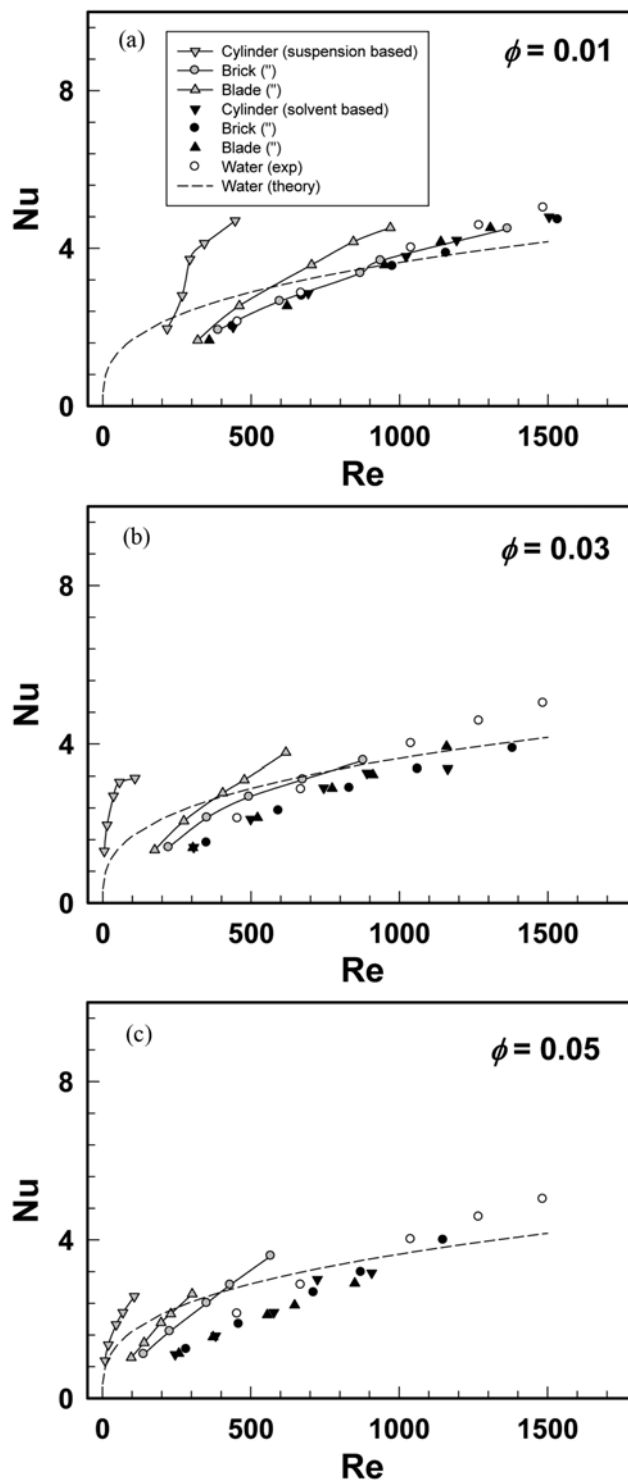 (a)
ϕ = 0.01
Cylinder (suspension based)
Brick (")
Blade (")
Cylinder (solvent based)
Brick (")
Blade (")
Water (exp)
Water (theory)
8
4
0
Nu
0 500 1000 1500
Re
(b)
ϕ = 0.03
8
4
0
Nu
0 500 1000 1500
Re
(c)
ϕ = 0.05
8
4
0
Nu
0 500 1000 1500
Re